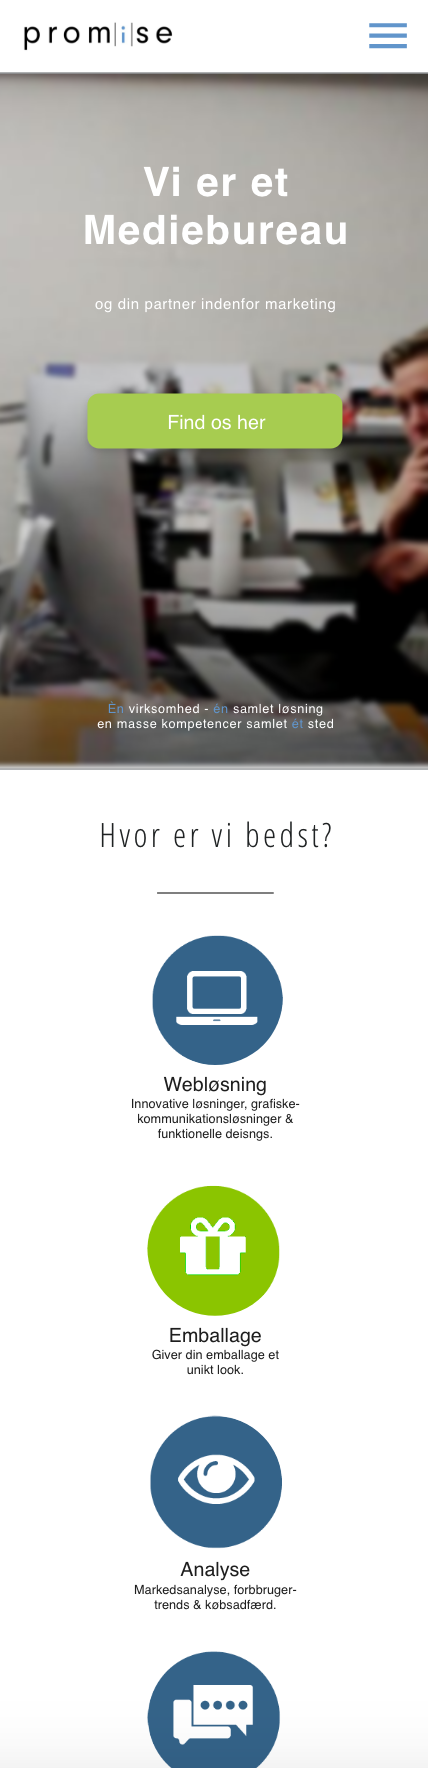 prom|i|se
Vi er et
Mediebureau
og din partner indenfor marketing
Find os her
Én virksomhed - én samlet løsning
en masse kompetencer samlet ét sted
Hvor er vi bedst?
Webløsning
Innovative løsninger, grafiske-
kommunikationsløsninger &
funktionelle deisngs.
Emballage
Giver din emballage et
unikt look.
Analyse
Markedsanalyse, forbbruger-
trends & købsadfærd.